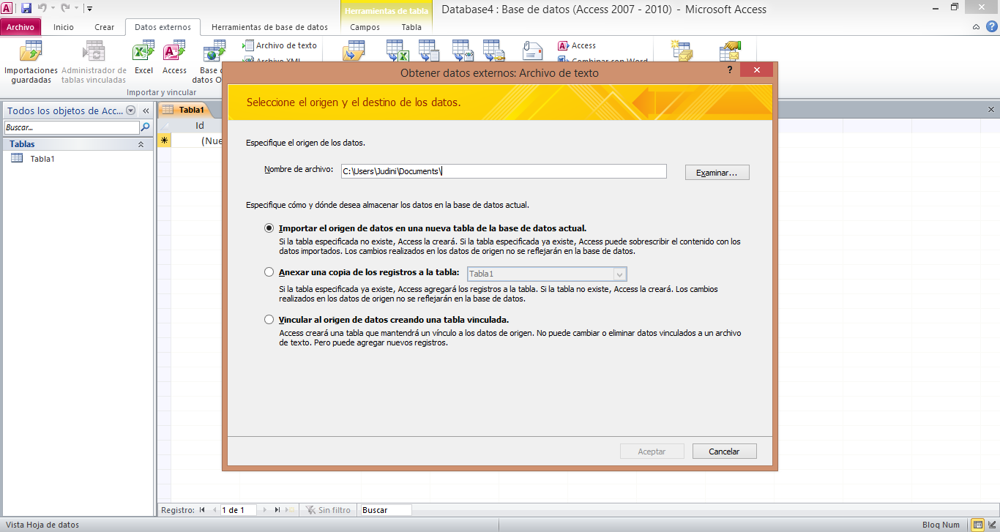 Herramientas de tabla
Database4 : Base de datos (Access 2007 - 2010) - Microsoft Access
Archivo Inicio Crear Datos externos Herramientas de base de datos Campos Tabla
Importaciones guardadas
Administrador de tablas vinculadas
Excel
Access
Base
datos O
Archivo de texto
Archivo XML
Access
Combinar con Word
Importar y vincular
Todos los objetos de Acc...
Buscar...
Tablas
Tabla1
Tabla1
Id
(Nue
Obtener datos externos: Archivo de texto
Seleccione el origen y el destino de los datos.
Especifique el origen de los datos.
Nombre de archivo: C:\Users\Judini\Documents\ Examinar...
Especifique cómo y dónde desea almacenar los datos en la base de datos actual.
Importar el origen de datos en una nueva tabla de la base de datos actual.
Si la tabla especificada no existe, Access la creará. Si la tabla especificada ya existe, Access puede sobrescribir el contenido con los
datos importados. Los cambios realizados en los datos de origen no se reflejarán en la base de datos.
Anexar una copia de los registros a la tabla: Tabla1
Si la tabla especificada ya existe, Access agregará los registros a la tabla. Si la tabla no existe, Access la creará. Los cambios
realizados en los datos de origen no se reflejarán en la base de datos.
Vincular al origen de datos creando una tabla vinculada.
Access creará una tabla que mantendrá un vínculo a los datos de origen. No puede cambiar o eliminar datos vinculados a un archivo
de texto. Pero puede agregar nuevos registros.
Aceptar Cancelar
Registro: 1 de 1 Sin filtro Buscar
Vista Hoja de datos
Bloq Num